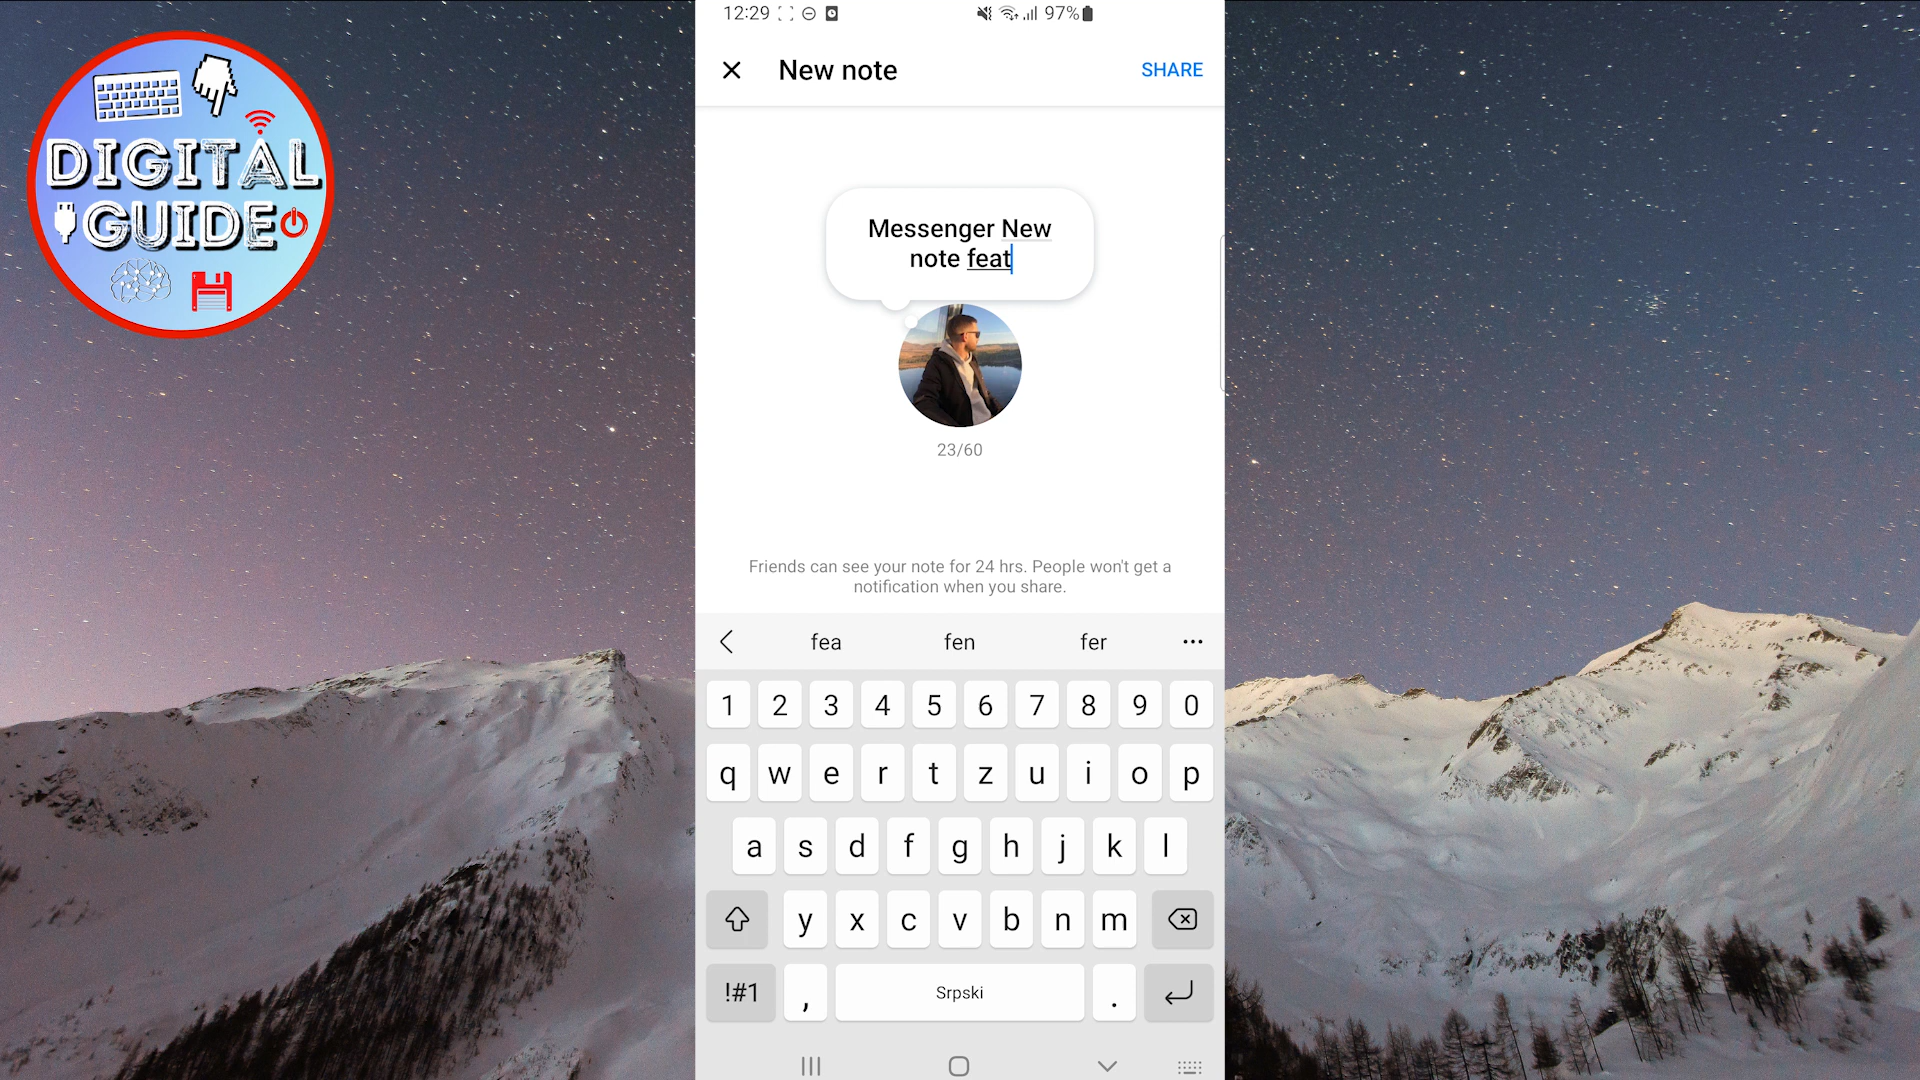 DIGITAL
GUIDE
12:29
97%
New note
SHARE
Messenger New
note feat
23/60
Friends can see your note for 24 hrs. People won't get a
notification when you share.
fea fen fer
1 2 3 4 5 6 7 8 9 0
q w e r t z u i o p
a s d f g h j k l
y x c v b n m
!#1 , Srpski .